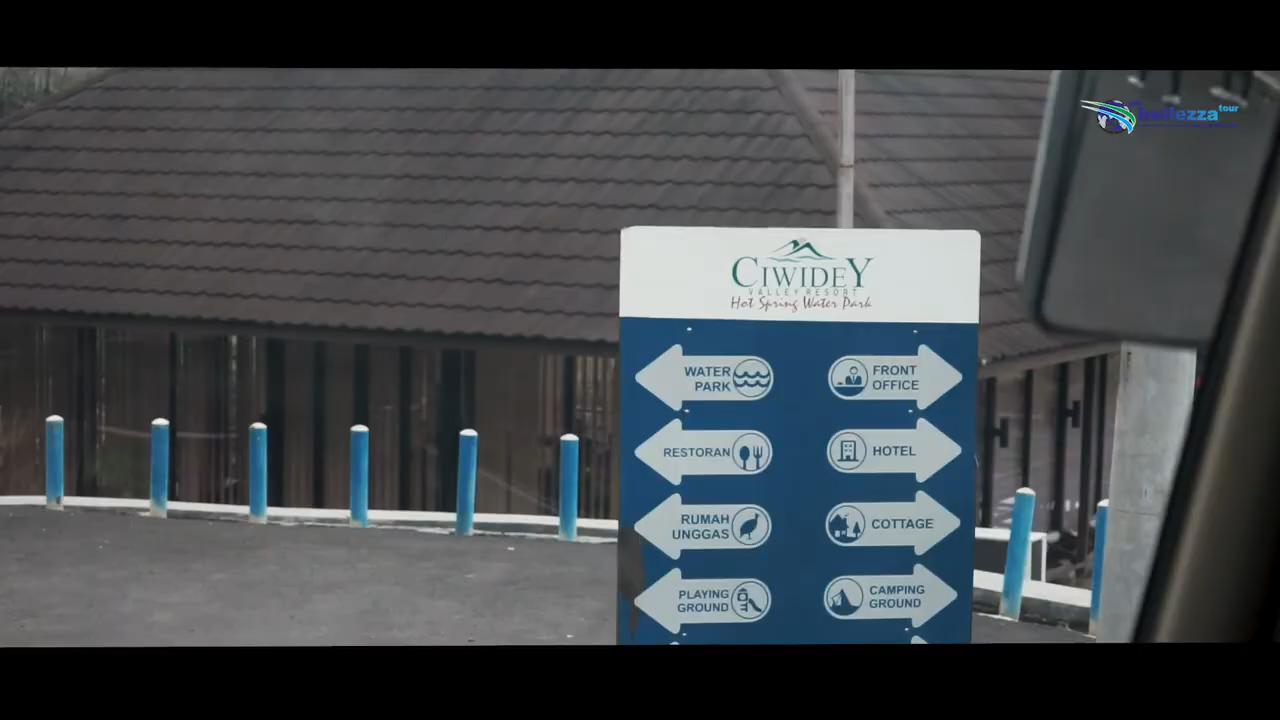 bellezza tour
CIWIDEY
VALLEY RESORT
Hot Spring Water Park
WATER
PARK
FRONT
OFFICE
RESTORAN
HOTEL
RUMAH
UNGGAS
COTTAGE
PLAYING
GROUND
CAMPING
GROUND